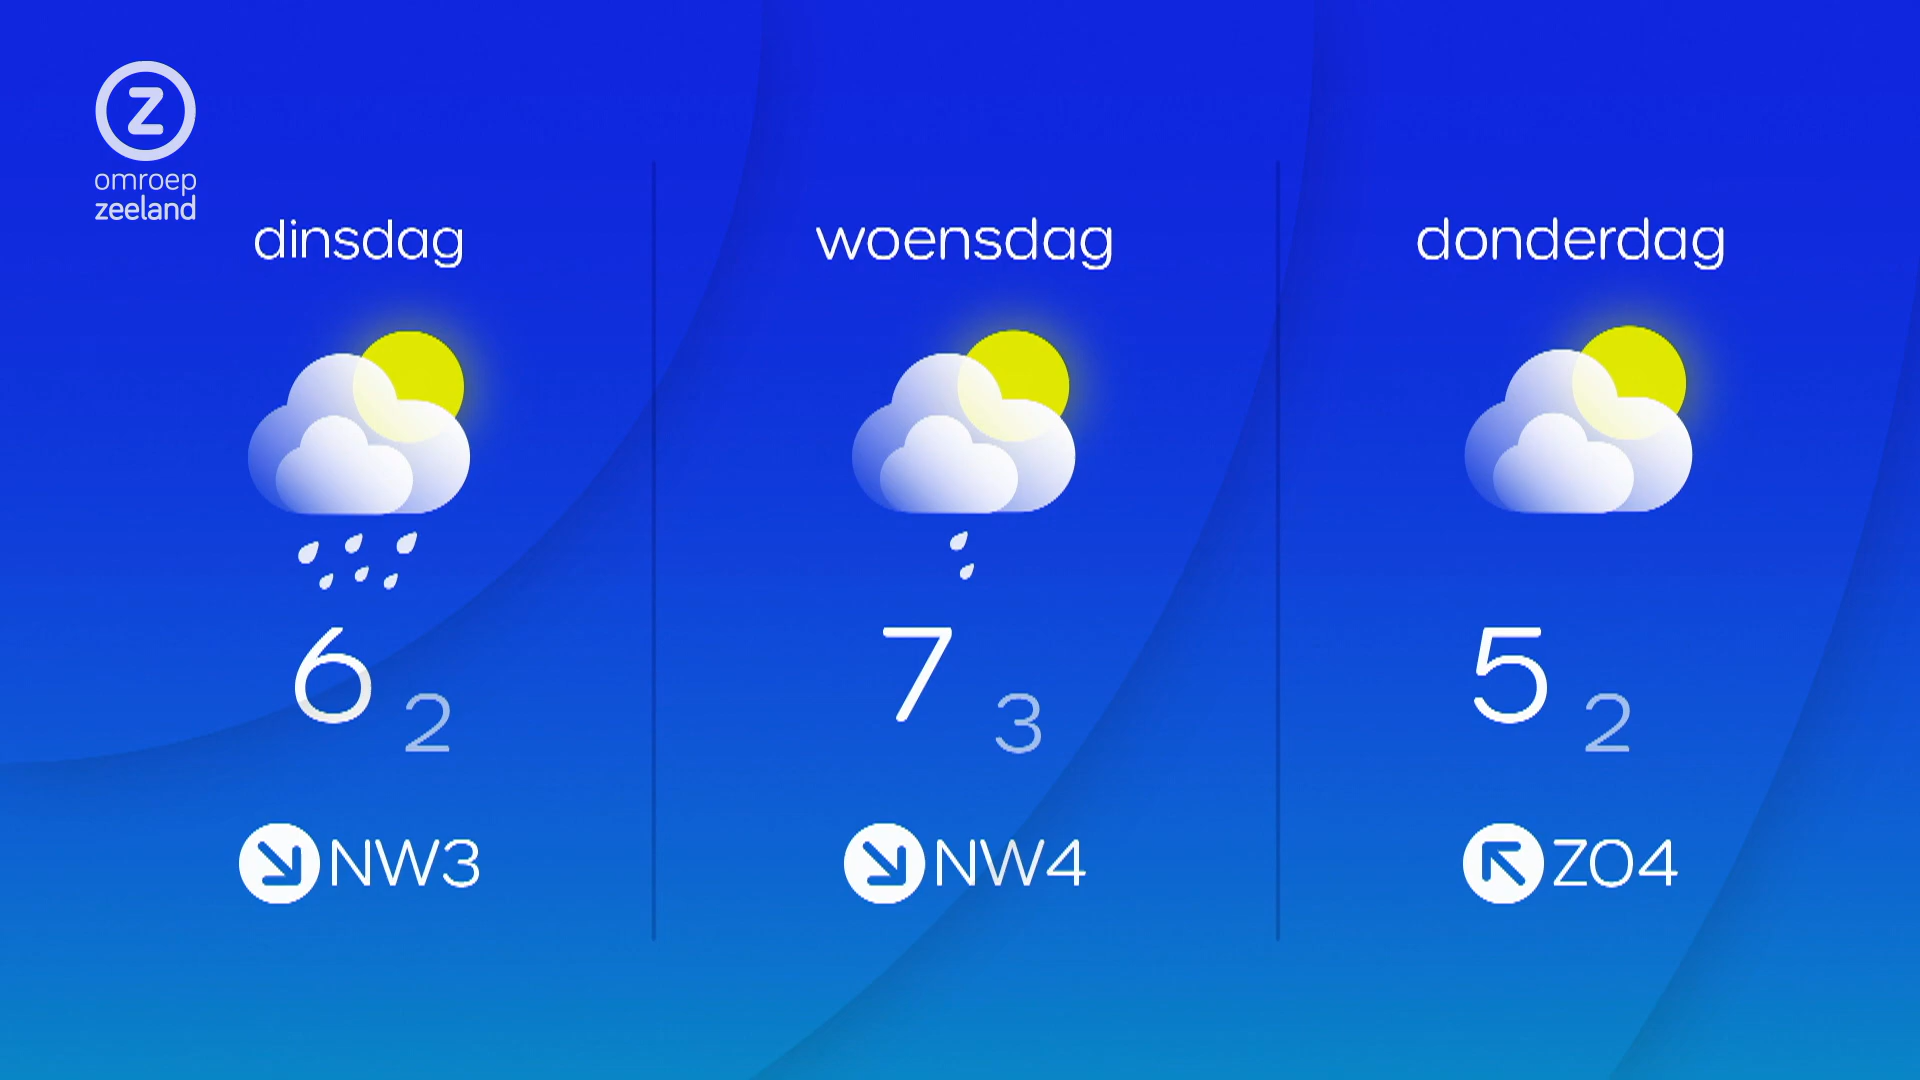 Z
omroep
zeeland
dinsdag
woensdag
donderdag
6 2
7 3
5 2
NW3
NW4
ZO4